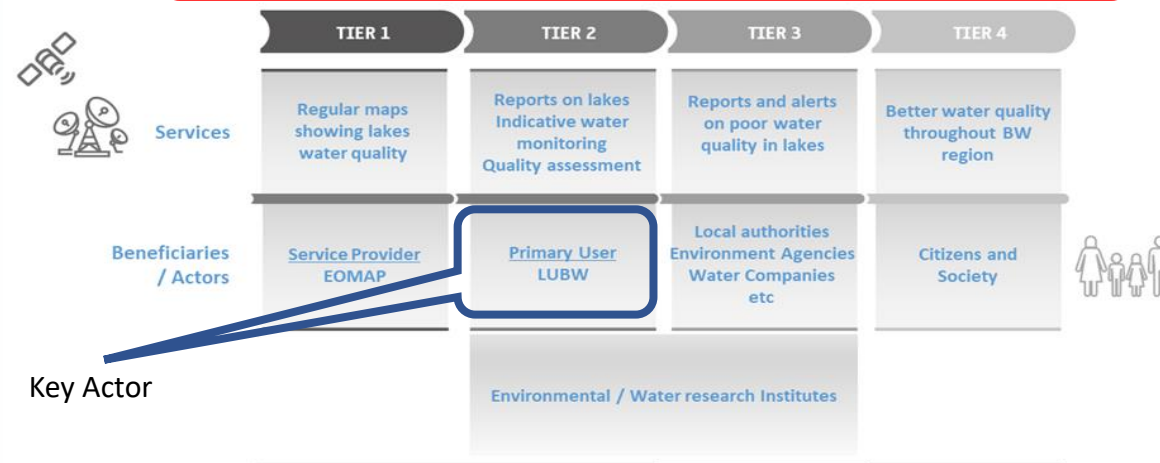 TIER 1
TIER 2
TIER 3
TIER 4
Services
Regular maps
showing lakes
water quality
Reports on lakes
Indicative water
monitoring
Quality assessment
Reports and alerts
on poor water
quality in lakes
Better water quality
throughout BW
region
Beneficiaries
/ Actors
Service Provider
EOMAP
Primary User
LUBW
Local authorities
Environment Agencies
Water Companies
etc
Citizens and
Society
Key Actor
Environmental / Water research Institutes